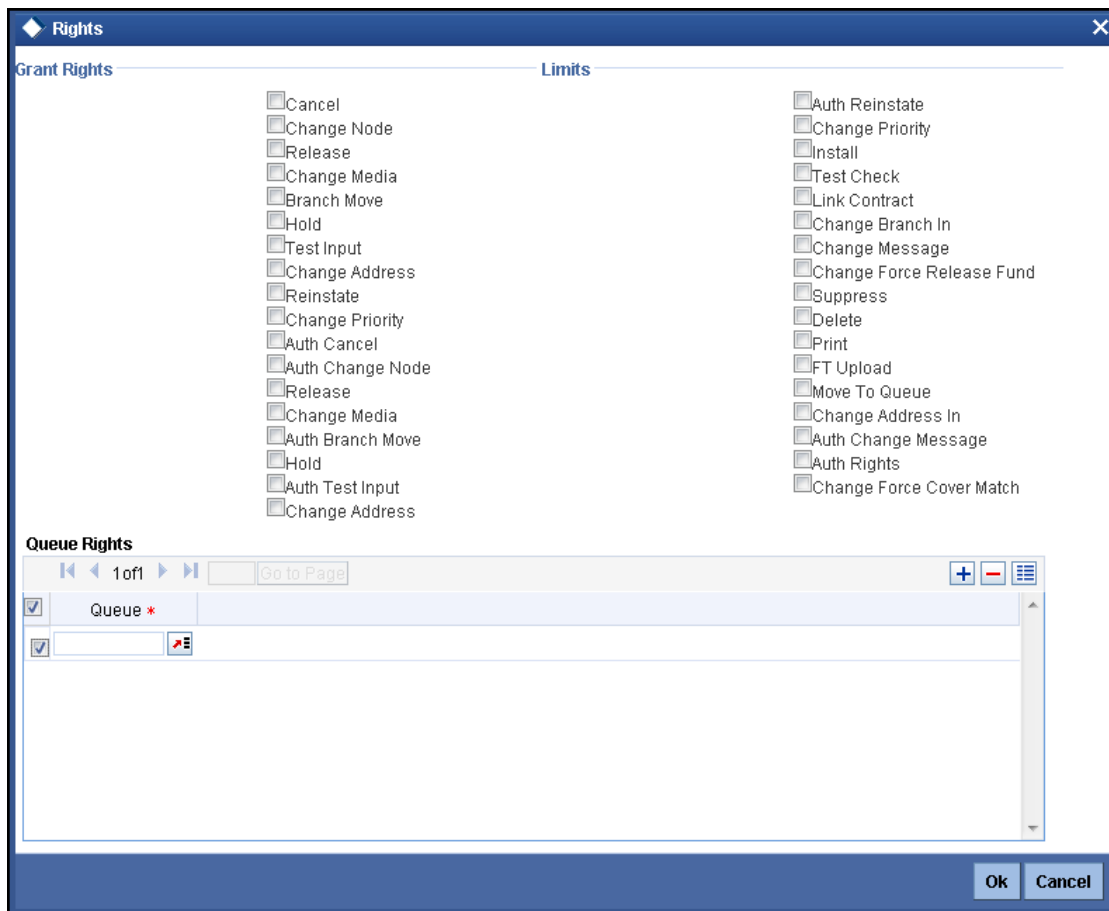 Rights
Grant Rights
Cancel
Change Node
Release
Change Media
Branch Move
Hold
Test Input
Change Address
Reinstate
Change Priority
Auth Cancel
Auth Change Node
Release
Change Media
Auth Branch Move
Hold
Auth Test Input
Change Address
Limits
Auth Reinstate
Change Priority
Install
Test Check
Link Contract
Change Branch In
Change Message
Change Force Release Fund
Suppress
Delete
Print
FT Upload
Move To Queue
Change Address In
Auth Change Message
Auth Rights
Change Force Cover Match
Queue Rights
1of1 Go to Page
Queue *
Ok Cancel